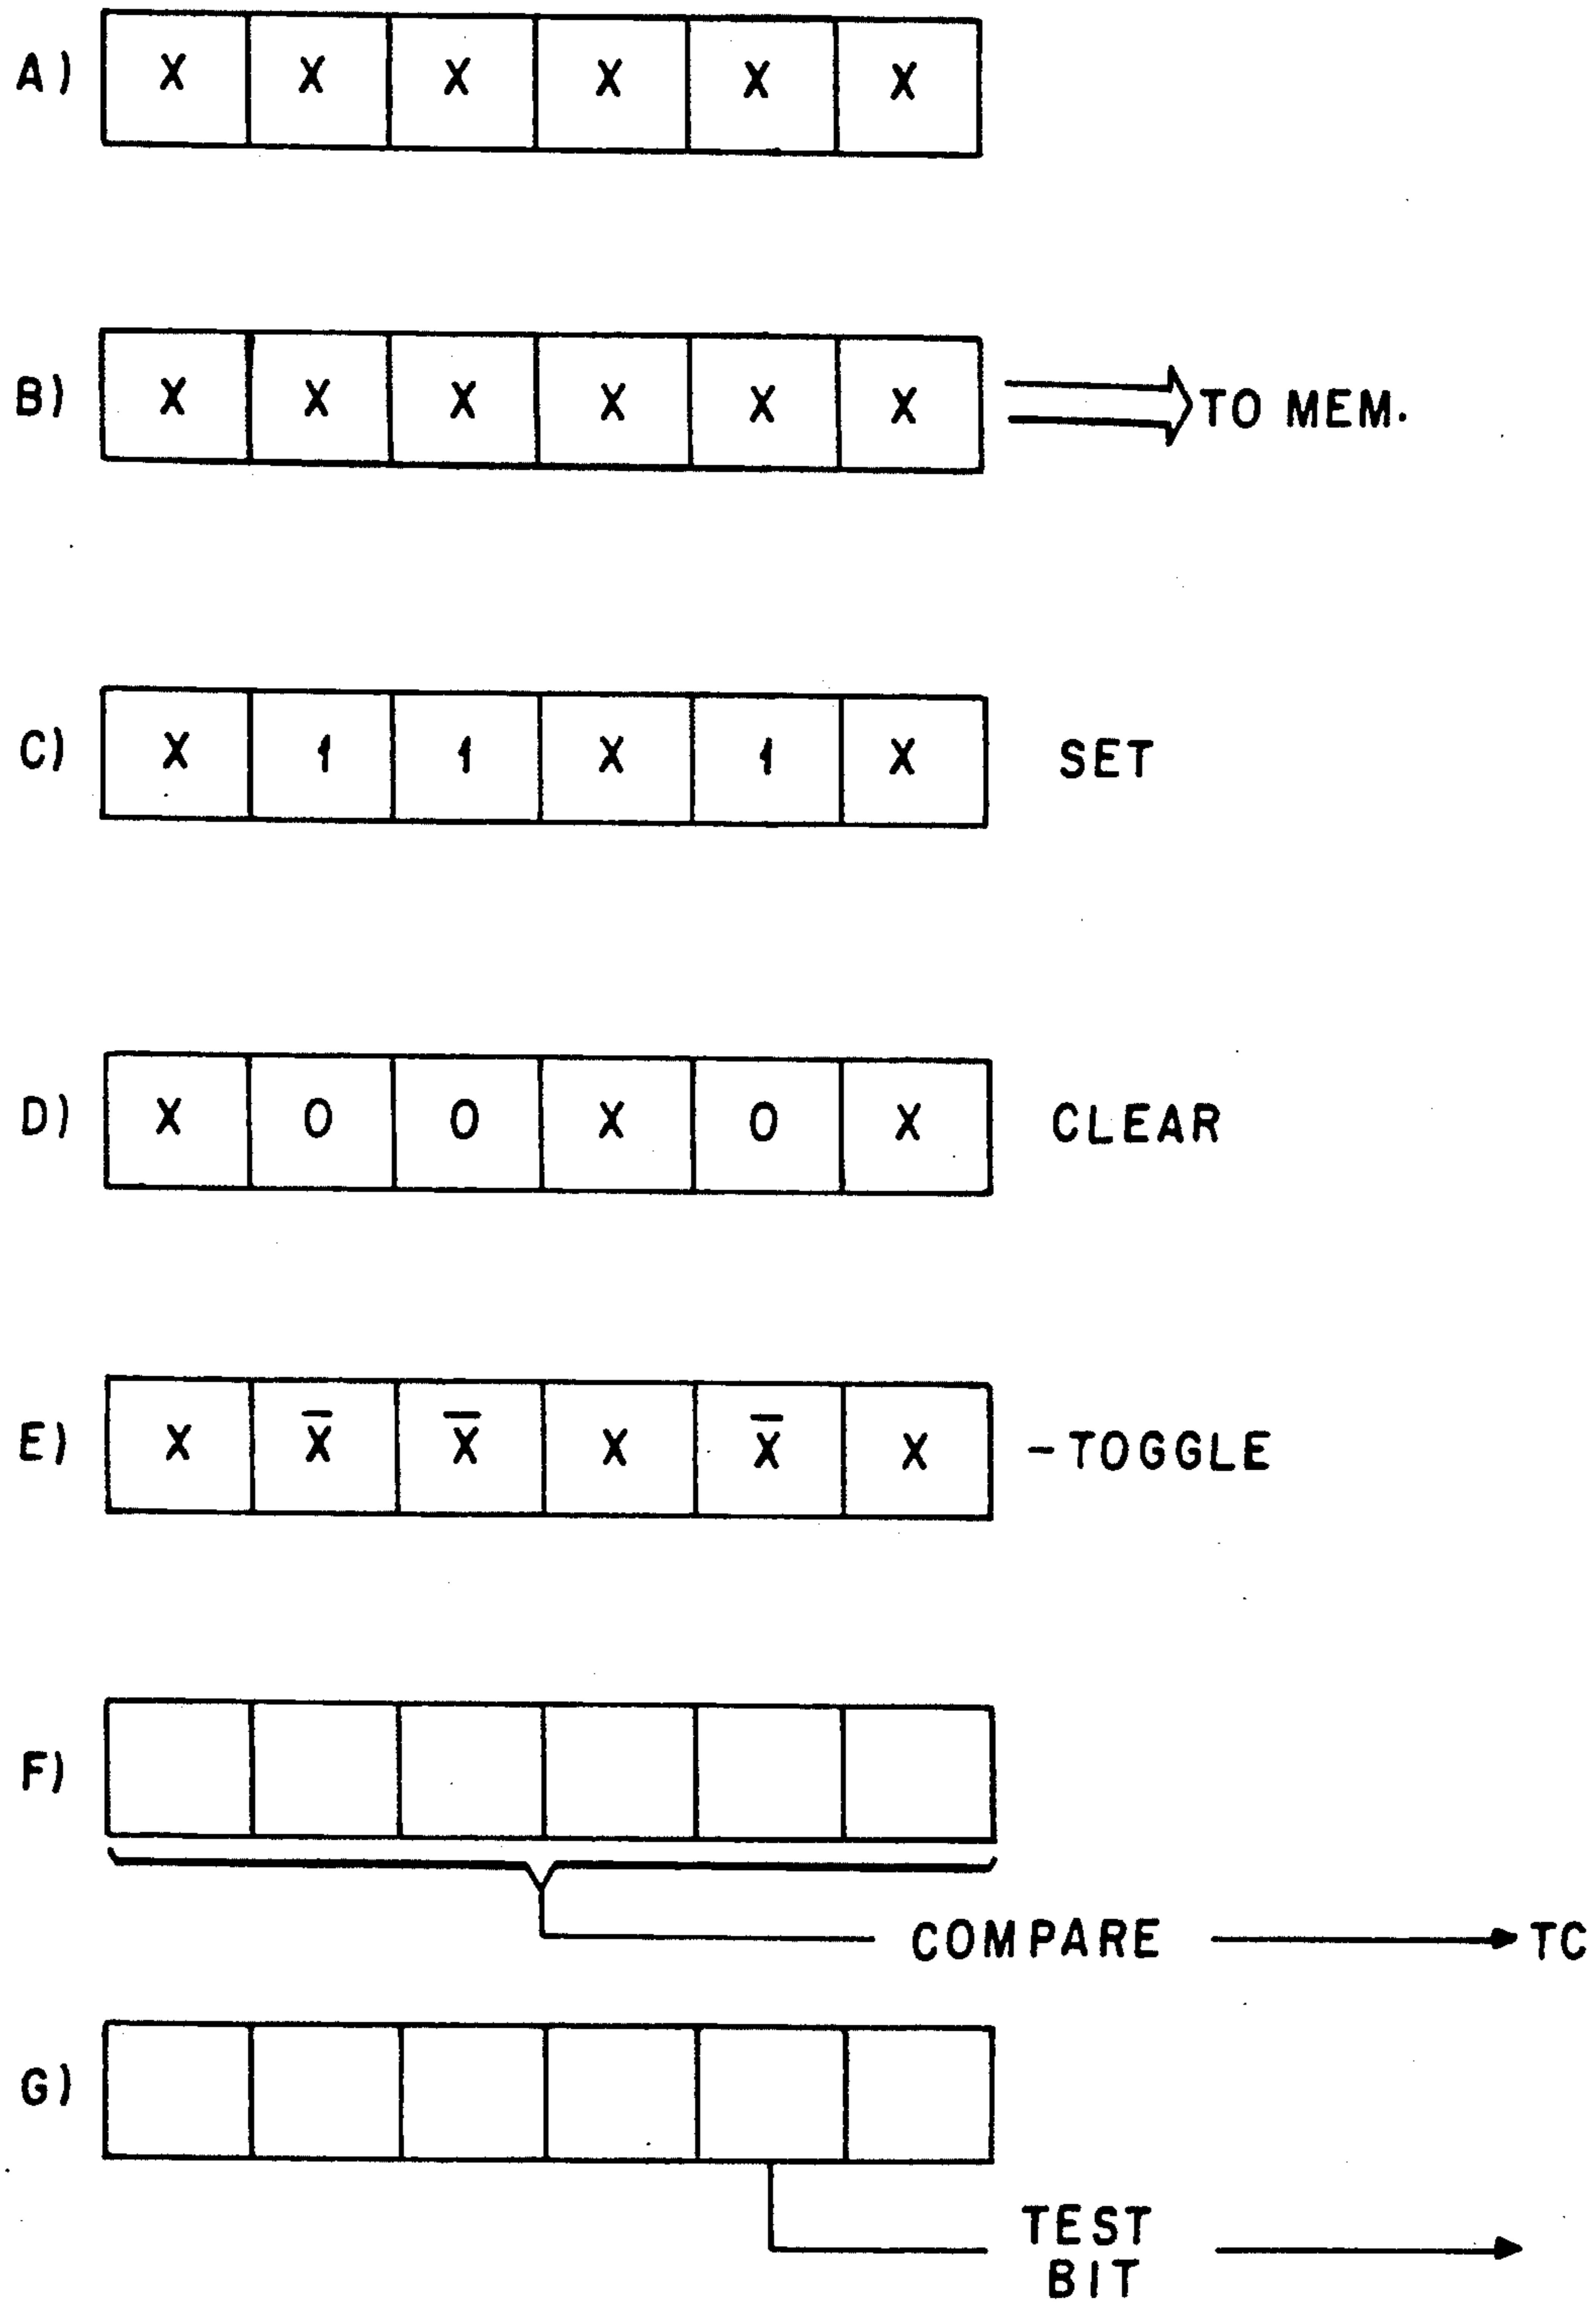 A) X X X X X X
B) X X X X X X TO MEM.
C) X 1 1 X 1 X SET
D) X 0 0 X 0 X CLEAR
E) X X̄ X̄ X X̄ X –TOGGLE
F)
COMPARE TC
G)
TEST
BIT